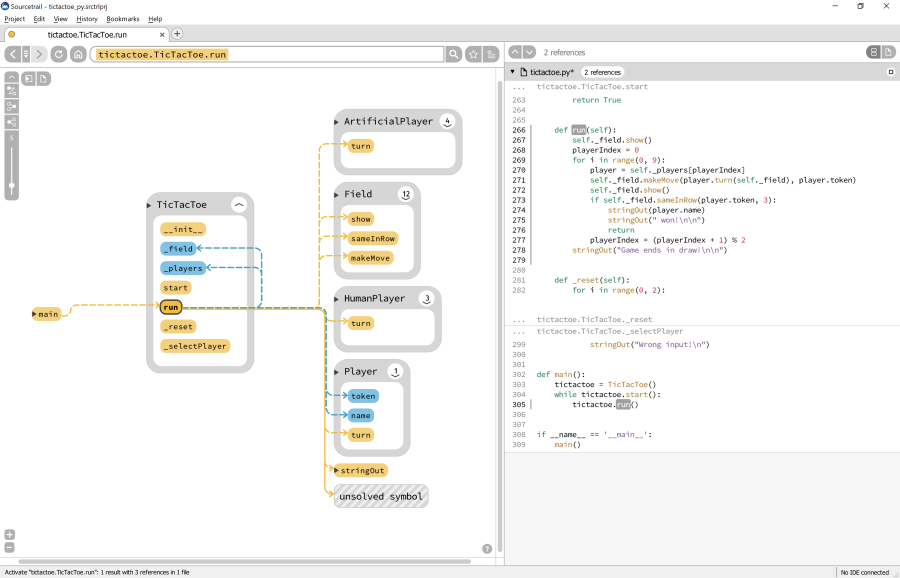 Sourcetrail - tictactoe_py.srctrlprj
Project Edit View History Bookmarks Help
tictactoe.TicTacToe.run
tictactoe.TicTacToe.run
2 references
tictactoe.py* 2 references
5
ArtificialPlayer 4
turn
Field 12
show
sameInRow
makeMove
TicTacToe
__init__
_field
_players
start
run
_reset
_selectPlayer
main
HumanPlayer 3
turn
Player 1
token
name
turn
stringOut
unsolved symbol
?
... tictactoe.TicTacToe.start
263 return True
264
265
266 def run(self):
267 self._field.show()
268 playerIndex = 0
269 for i in range(0, 9):
270 player = self._players[playerIndex]
271 self._field.makeMove(player.turn(self._field), player.token)
272 self._field.show()
273 if self._field.sameInRow(player.token, 3):
274 stringOut(player.name)
275 stringOut(" won!\n\n")
276 return
277 playerIndex = (playerIndex + 1) % 2
278 stringOut("Game ends in draw!\n\n")
279
280
281 def _reset(self):
282 for i in range(0, 2):
... tictactoe.TicTacToe._reset
... tictactoe.TicTacToe._selectPlayer
299 stringOut("Wrong input!\n")
300
301
302 def main():
303 tictactoe = TicTacToe()
304 while tictactoe.start():
305 tictactoe.run()
306
307
308 if __name__ == '__main__':
309 main()
Activate "tictactoe.TicTacToe.run": 1 result with 3 references in 1 file
No IDE connected